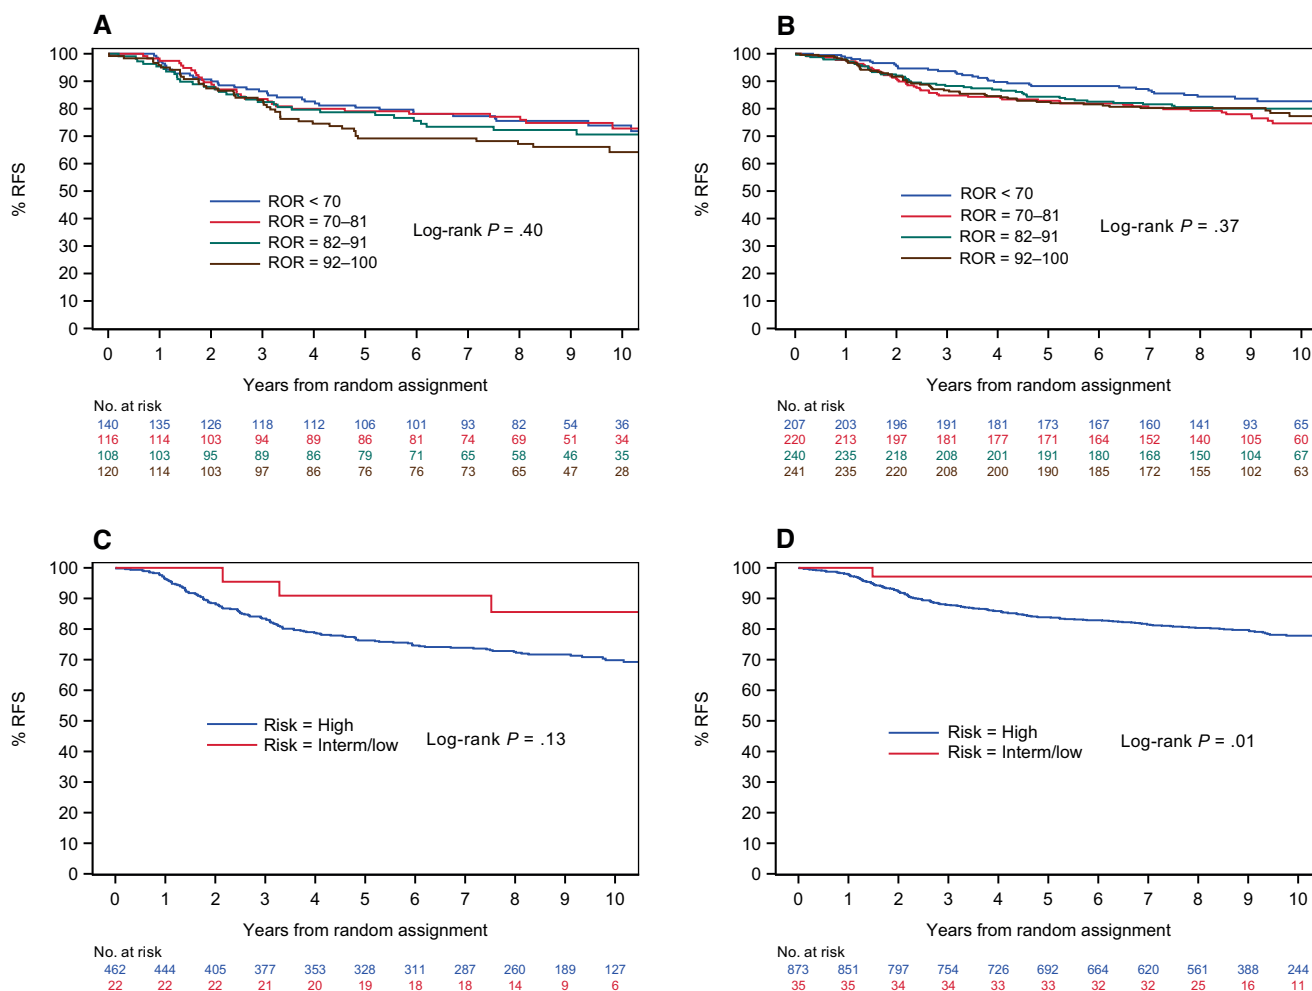 A
100
90
80
70
60
50
40
30
20
10
0
% RFS
ROR < 70
ROR = 70–81
ROR = 82–91
ROR = 92–100
Log-rank P = .40
0 1 2 3 4 5 6 7 8 9 10
Years from random assignment
No. at risk
140 135 126 118 112 106 101 93 82 54 36
116 114 103 94 89 86 81 74 69 51 34
108 103 95 89 86 79 71 65 58 46 35
120 114 103 97 86 76 76 73 65 47 28
B
100
90
80
70
60
50
40
30
20
10
0
% RFS
ROR < 70
ROR = 70–81
ROR = 82–91
ROR = 92–100
Log-rank P = .37
0 1 2 3 4 5 6 7 8 9 10
Years from random assignment
No. at risk
207 203 196 191 181 173 167 160 141 93 65
220 213 197 181 177 171 164 152 140 105 60
240 235 218 208 201 191 180 168 150 104 67
241 235 220 208 200 190 185 172 155 102 63
C
100
90
80
70
60
50
40
30
20
10
0
% RFS
Risk = High
Risk = Interm/low
Log-rank P = .13
0 1 2 3 4 5 6 7 8 9 10
Years from random assignment
No. at risk
462 444 405 377 353 328 311 287 260 189 127
22 22 22 21 20 19 18 18 14 9 6
D
100
90
80
70
60
50
40
30
20
10
0
% RFS
Risk = High
Risk = Interm/low
Log-rank P = .01
0 1 2 3 4 5 6 7 8 9 10
Years from random assignment
No. at risk
873 851 797 754 726 692 664 620 561 388 244
35 35 34 34 33 33 32 32 25 16 11